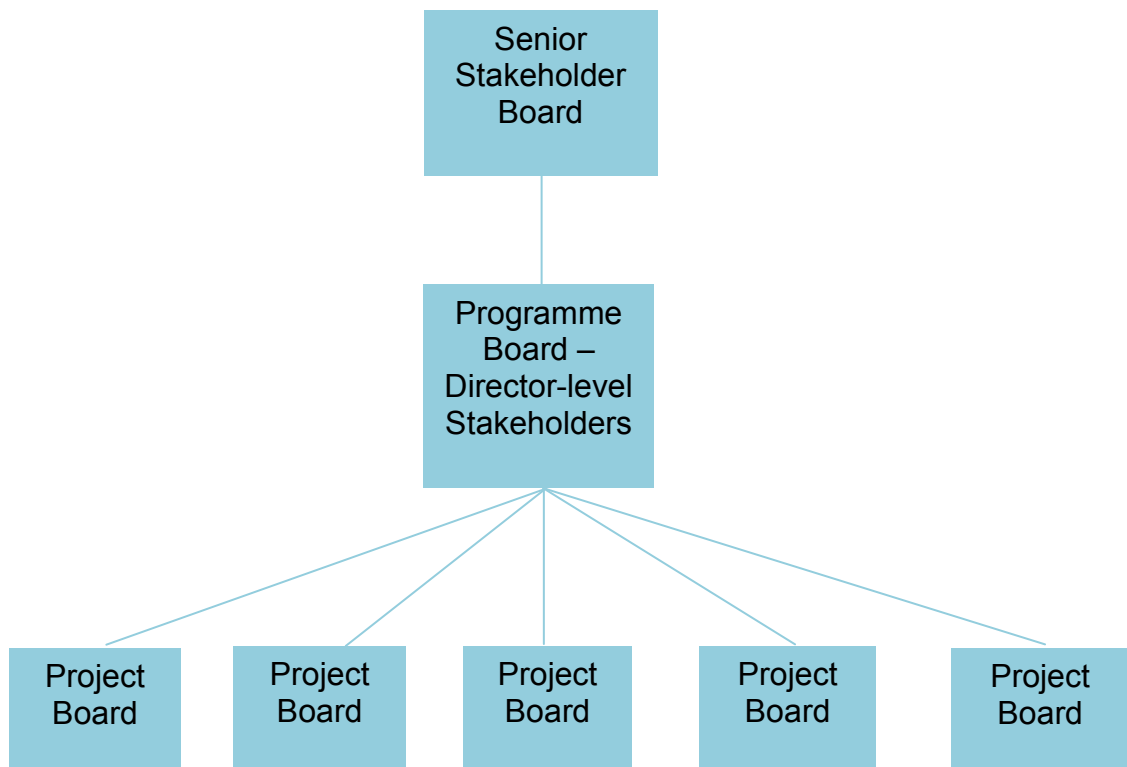 Senior
Stakeholder
Board
Programme
Board –
Director-level
Stakeholders
Project
Board
Project
Board
Project
Board
Project
Board
Project
Board